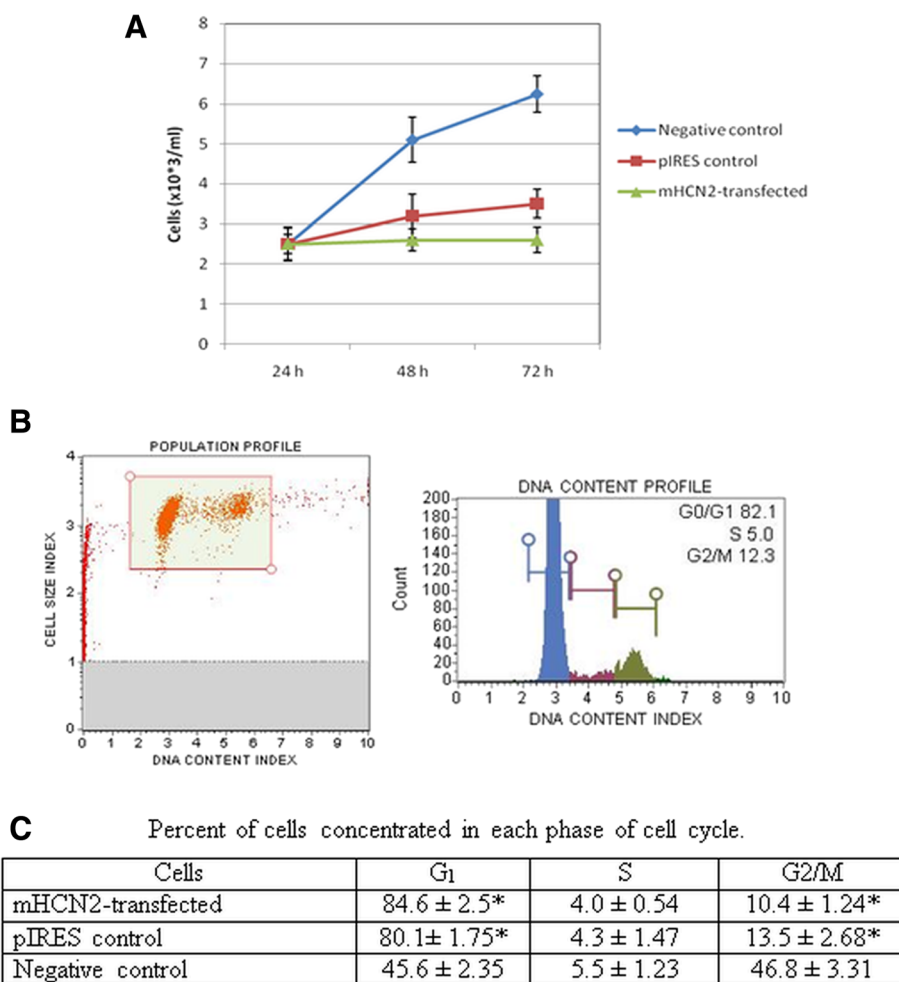 A
8
7
6
5
4
3
2
1
0
Cells (x10*3/ml)
24 h 48 h 72 h
Negative control
pIRES control
mHCN2-transfected
B
POPULATION PROFILE
4
3
2
1
0
CELL SIZE INDEX
0 1 2 3 4 5 6 7 8 9 10
DNA CONTENT INDEX
DNA CONTENT PROFILE
G0/G1 82.1
S 5.0
G2/M 12.3
200
180
160
140
120
100
80
60
40
20
0
Count
0 1 2 3 4 5 6 7 8 9 10
DNA CONTENT INDEX
C
Percent of cells concentrated in each phase of cell cycle.
Cells G1 S G2/M
mHCN2-transfected 84.6 ± 2.5* 4.0 ± 0.54 10.4 ± 1.24*
pIRES control 80.1± 1.75* 4.3 ± 1.47 13.5 ± 2.68*
Negative control 45.6 ± 2.35 5.5 ± 1.23 46.8 ± 3.31